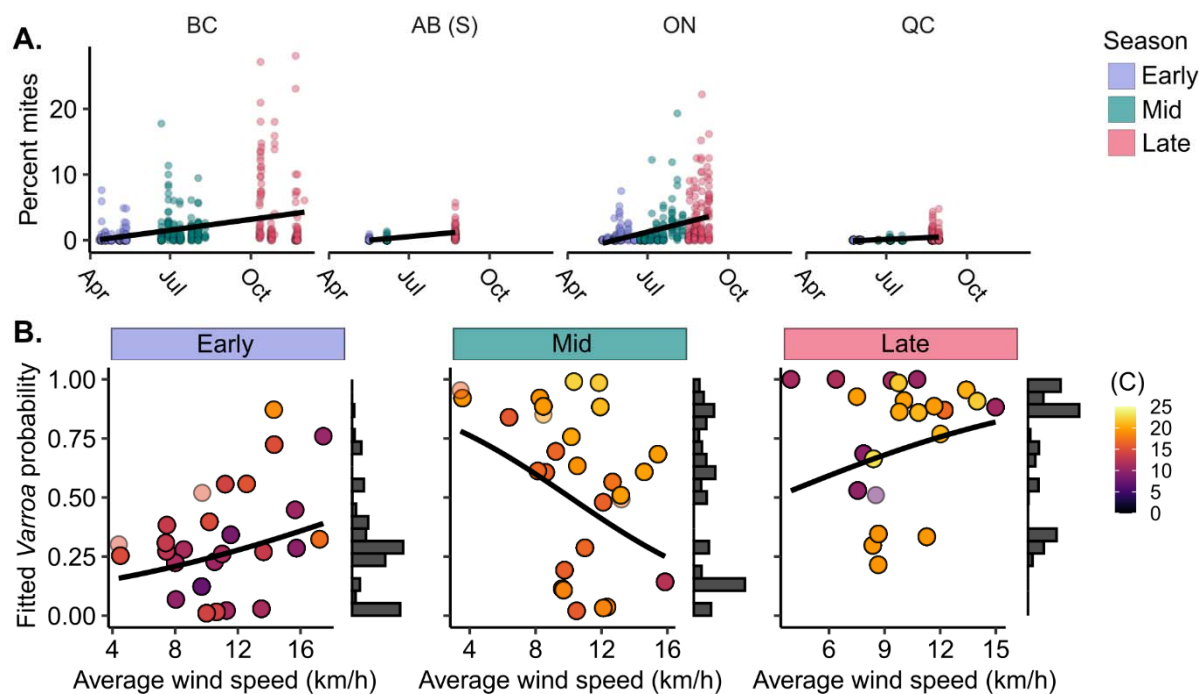 A.
BC
AB (S)
ON
QC
Season
Early
Mid
Late
Percent mites
20
10
0
Apr Jul Oct
Apr Jul Oct
Apr Jul Oct
Apr Jul Oct
B.
Early
Mid
Late
Fitted Varroa probability
1.00
0.75
0.50
0.25
0.00
(C)
25
20
15
10
5
0
4 8 12 16
4 8 12 16
6 9 12 15
Average wind speed (km/h)
Average wind speed (km/h)
Average wind speed (km/h)